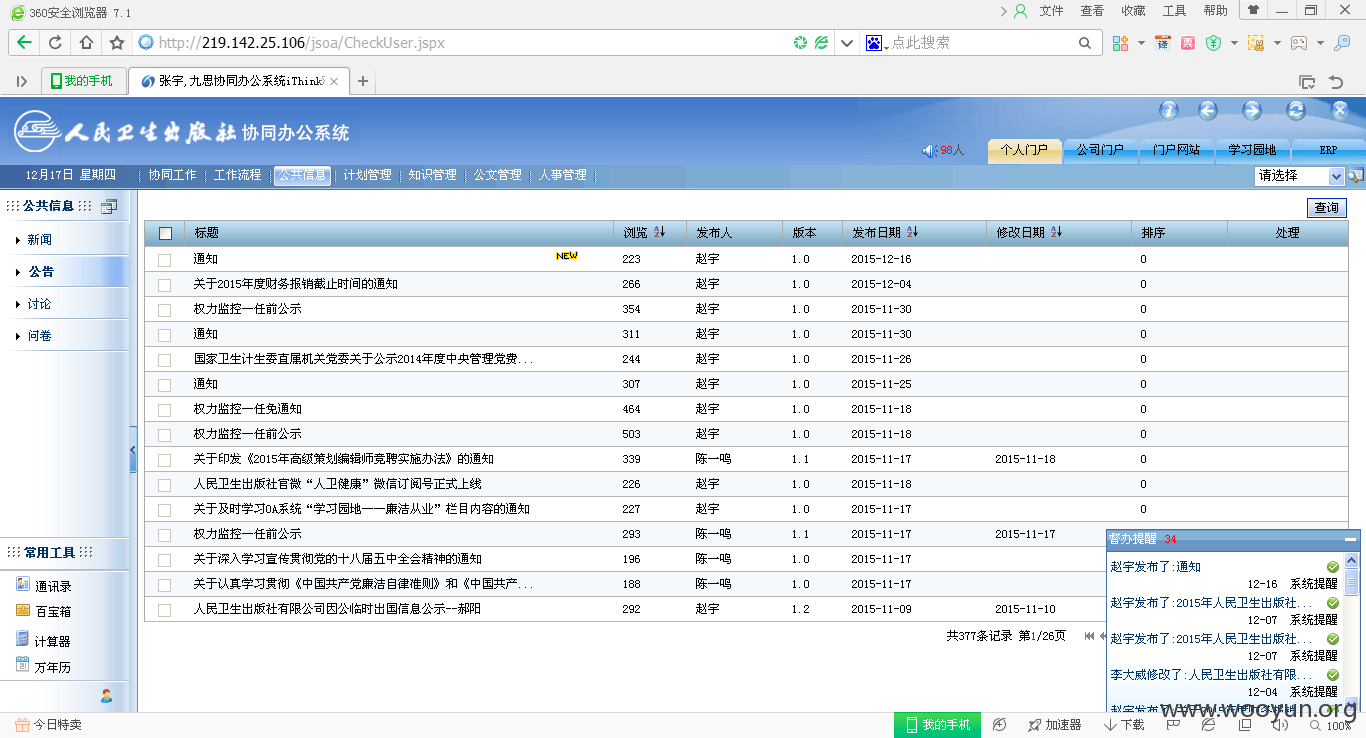 360安全浏览器 7.1 文件 查看 收藏 工具 帮助
http://219.142.25.106/jsoa/CheckUser.jspx 点此搜索
我的手机 张宇,九思协同办公系统iThink
人民卫生出版社 协同办公系统
98人 个人门户 公司门户 门户网站 学习园地 ERP
12月17日 星期四 协同工作 工作流程 公共信息 计划管理 知识管理 公文管理 人事管理 请选择
公共信息
新闻
公告
讨论
问卷
常用工具
通讯录
百宝箱
计算器
万年历
查询
标题 浏览 发布人 版本 发布日期 修改日期 排序 处理
通知 NEW 223 赵宇 1.0 2015-12-16 0
关于2015年度财务报销截止时间的通知 266 赵宇 1.0 2015-12-04 0
权力监控一任前公示 354 赵宇 1.0 2015-11-30 0
通知 311 赵宇 1.0 2015-11-30 0
国家卫生计生委直属机关党委关于公示2014年度中央管理党费... 244 赵宇 1.0 2015-11-26 0
通知 307 赵宇 1.0 2015-11-25 0
权力监控一任免通知 464 赵宇 1.0 2015-11-18 0
权力监控一任前公示 503 赵宇 1.0 2015-11-18 0
关于印发《2015年高级策划编辑师竞聘实施办法》的通知 339 陈一鸣 1.1 2015-11-17 2015-11-18 0
人民卫生出版社官微“人卫健康”微信订阅号正式上线 226 赵宇 1.0 2015-11-18 0
关于及时学习OA系统“学习园地——廉洁从业”栏目内容的通知 227 赵宇 1.0 2015-11-17 0
权力监控一任前公示 293 陈一鸣 1.1 2015-11-17 2015-11-17 0
关于深入学习宣传贯彻党的十八届五中全会精神的通知 196 陈一鸣 1.0 2015-11-17
关于认真学习贯彻《中国共产党廉洁自律准则》和《中国共产... 188 陈一鸣 1.0 2015-11-17
人民卫生出版社有限公司因公临时出国信息公示--郝阳 292 赵宇 1.2 2015-11-09 2015-11-10
共377条记录 第1/26页
督办提醒 34
赵宇发布了:通知
12-16 系统提醒
赵宇发布了:2015年人民卫生出版社...
12-07 系统提醒
赵宇发布了:2015年人民卫生出版社...
12-07 系统提醒
李大威修改了:人民卫生出版社有限...
12-04 系统提醒
www.wooyun.org
今日特卖 我的手机 加速器 下载 100%